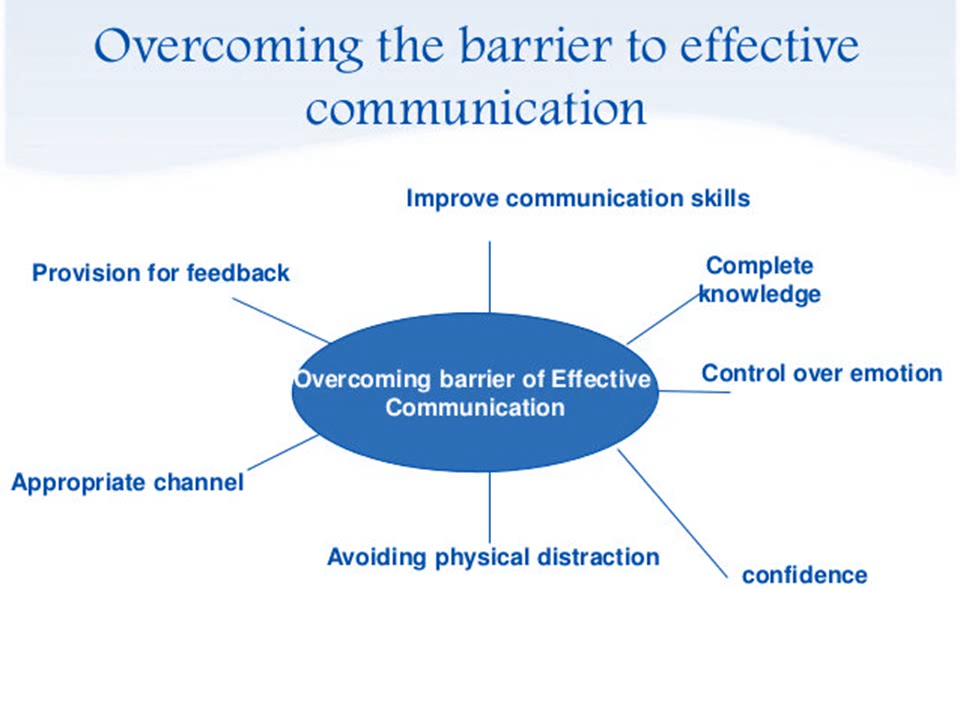 Overcoming the barrier to effective
communication
Improve communication skills
Provision for feedback
Complete
knowledge
Control over emotion
Overcoming barrier of Effective
Communication
Appropriate channel
Avoiding physical distraction
confidence